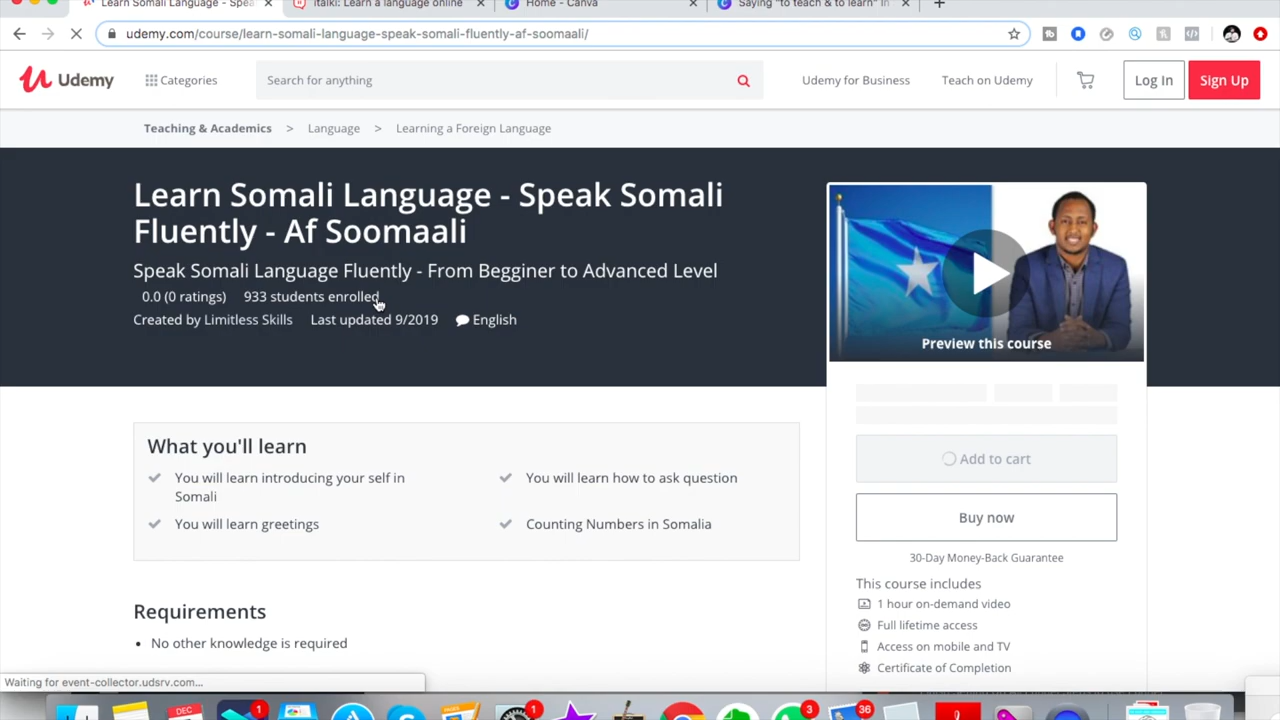 Learn Somali Language - Spea
italki: Learn a language online
Home - Canva
Saying "to teach & to learn" in
udemy.com/course/learn-somali-language-speak-somali-fluently-af-soomaali/
Udemy
Categories
Search for anything
Udemy for Business
Teach on Udemy
Log In
Sign Up
Teaching & Academics > Language > Learning a Foreign Language
Learn Somali Language - Speak Somali
Fluently - Af Soomaali
Speak Somali Language Fluently - From Begginer to Advanced Level
0.0 (0 ratings) 933 students enrolled
Created by Limitless Skills Last updated 9/2019 English
Preview this course
What you'll learn
You will learn introducing your self in
Somali
You will learn how to ask question
You will learn greetings
Counting Numbers in Somalia
Add to cart
Buy now
30-Day Money-Back Guarantee
This course includes
1 hour on-demand video
Full lifetime access
Access on mobile and TV
Certificate of Completion
Requirements
• No other knowledge is required
Waiting for event-collector.udsrv.com...
DEC
1
1
3
36